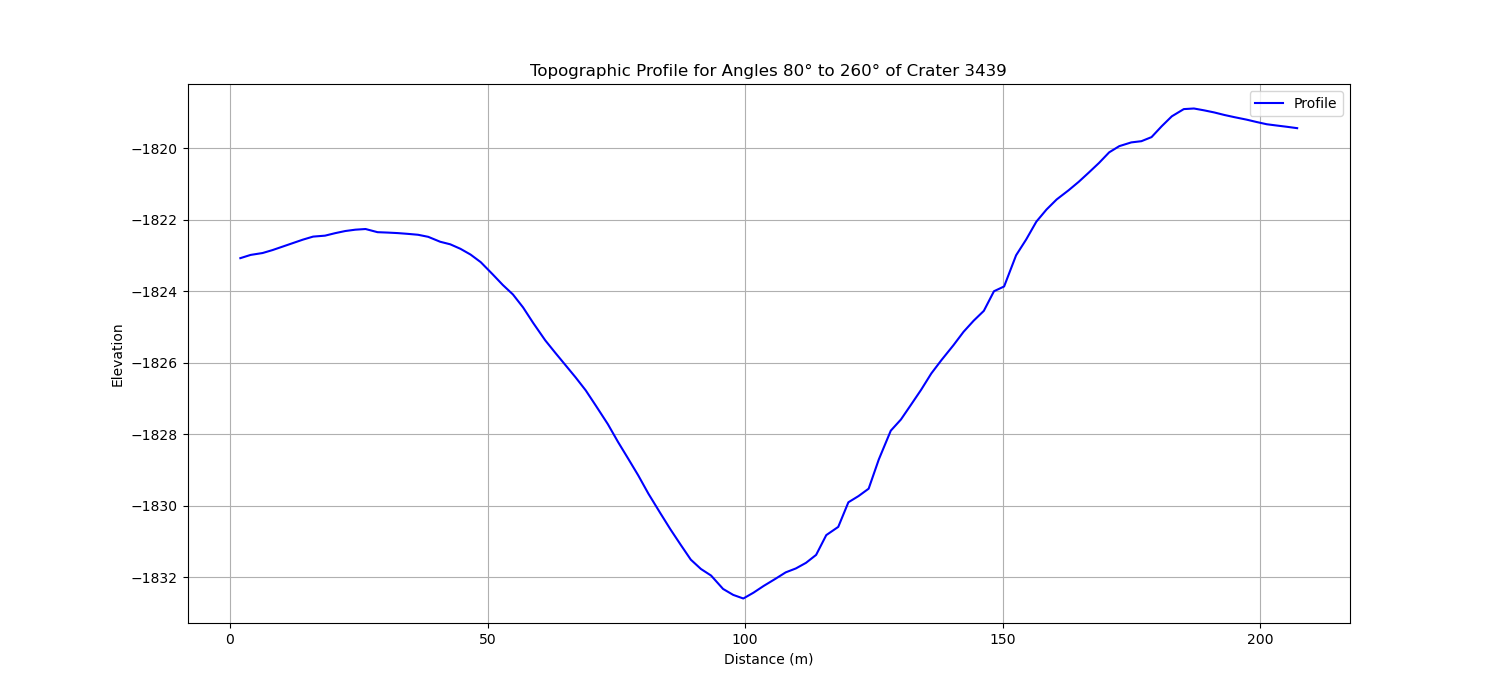 Topographic Profile for Angles 80° to 260° of Crater 3439
Profile
−1820
−1822
−1824
−1826
−1828
−1830
−1832
Elevation
0 50 100 150 200
Distance (m)